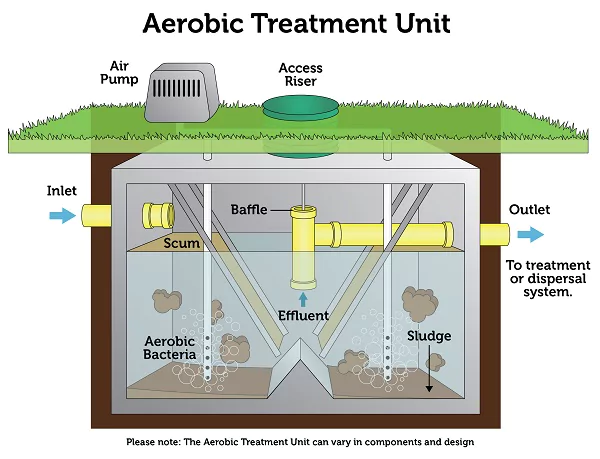 Aerobic Treatment Unit
Air
Pump
Access
Riser
Inlet
Baffle
Outlet
Scum
To treatment
or dispersal
system.
Effluent
Aerobic
Bacteria
Sludge
Please note: The Aerobic Treatment Unit can vary in components and design